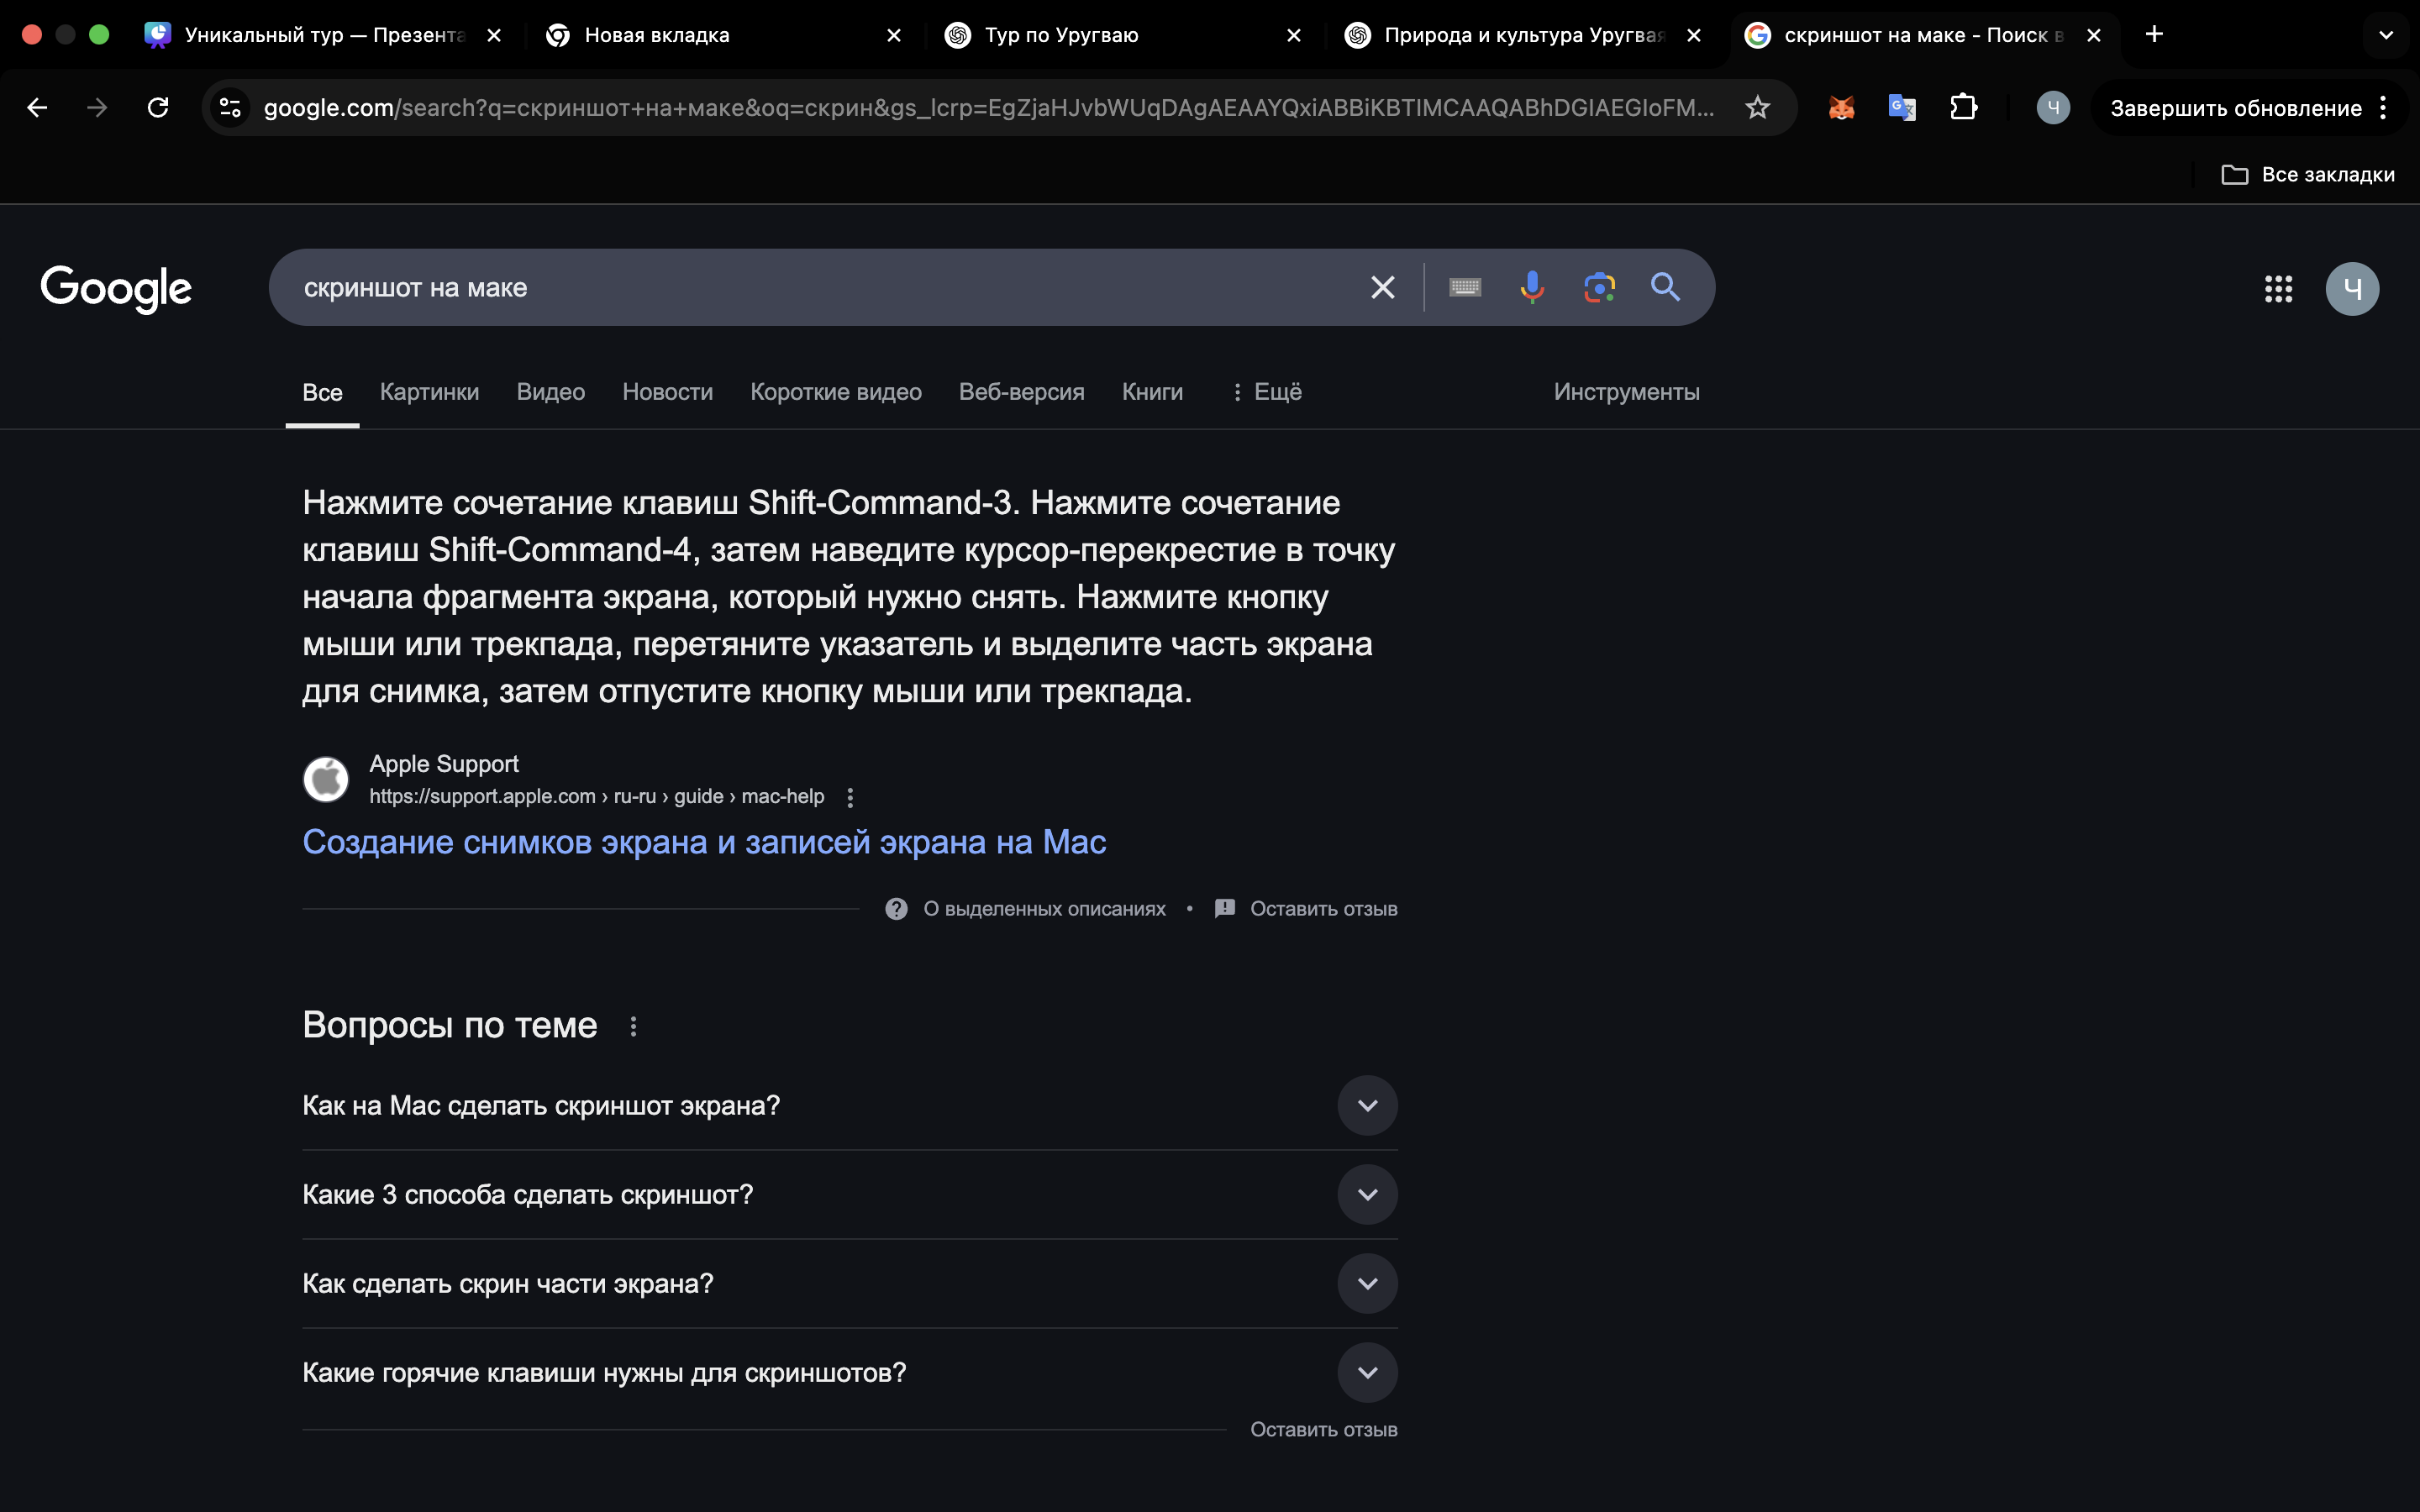 Уникальный тур — Презента
Новая вкладка
Тур по Уругваю
Природа и культура Уругвая
скриншот на маке - Поиск в
google.com/search?q=скриншот+на+маке&oq=скрин&gs_lcrp=EgZjaHJvbWUqDAgAEAAYQxiABBiKBTIMCAAQABhDGIAEGIoFM...
Ч
Завершить обновление
Все закладки
Google
скриншот на маке
Ч
Все
Картинки
Видео
Новости
Короткие видео
Веб-версия
Книги
Ещё
Инструменты
Нажмите сочетание клавиш Shift-Command-3. Нажмите сочетание
клавиш Shift-Command-4, затем наведите курсор-перекрестие в точку
начала фрагмента экрана, который нужно снять. Нажмите кнопку
мыши или трекпада, перетяните указатель и выделите часть экрана
для снимка, затем отпустите кнопку мыши или трекпада.
Apple Support
https://support.apple.com › ru-ru › guide › mac-help
Создание снимков экрана и записей экрана на Mac
О выделенных описаниях • Оставить отзыв
Вопросы по теме
Как на Mac сделать скриншот экрана?
Какие 3 способа сделать скриншот?
Как сделать скрин части экрана?
Какие горячие клавиши нужны для скриншотов?
Оставить отзыв